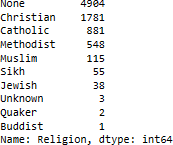 None 4904
Christian 1781
Catholic 881
Methodist 548
Muslim 115
Sikh 55
Jewish 38
Unknown 3
Quaker 2
Buddist 1
Name: Religion, dtype: int64